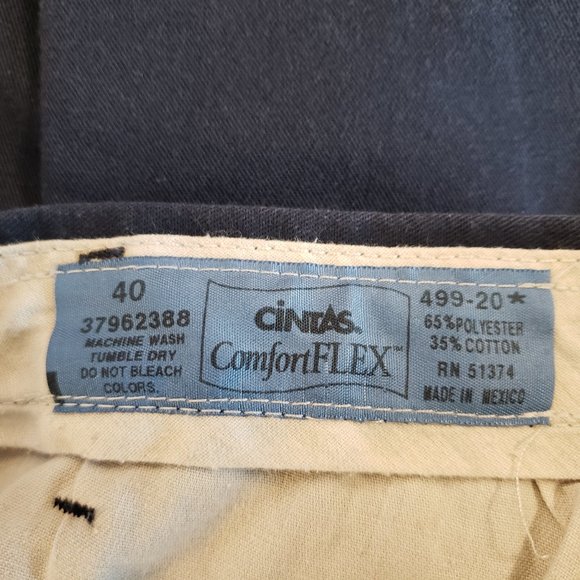 40
37962388
MACHINE WASH
TUMBLE DRY
DO NOT BLEACH
COLORS.
CiNTAS.
ComfortFLEX™
499-20★
65% POLYESTER
35% COTTON
RN 51374
MADE IN MEXICO